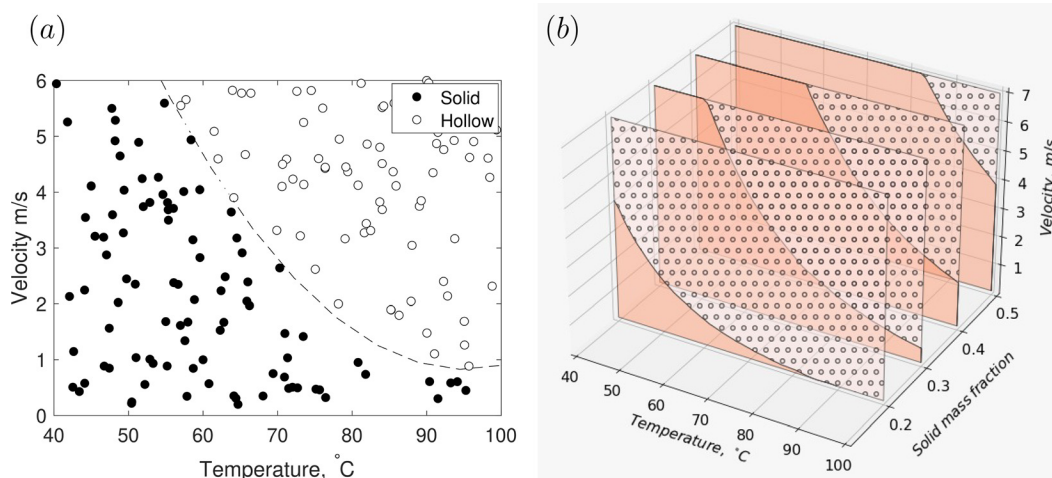 (a)
6
5
4
3
2
1
0
Velocity m/s
Solid
Hollow
40 50 60 70 80 90 100
Temperature, °C
(b)
7
6
5
4
3
2
1
Velocity, m/s
0.5
0.4
0.3
0.2
Solid mass fraction
40 50 60 70 80 90 100
Temperature, °C